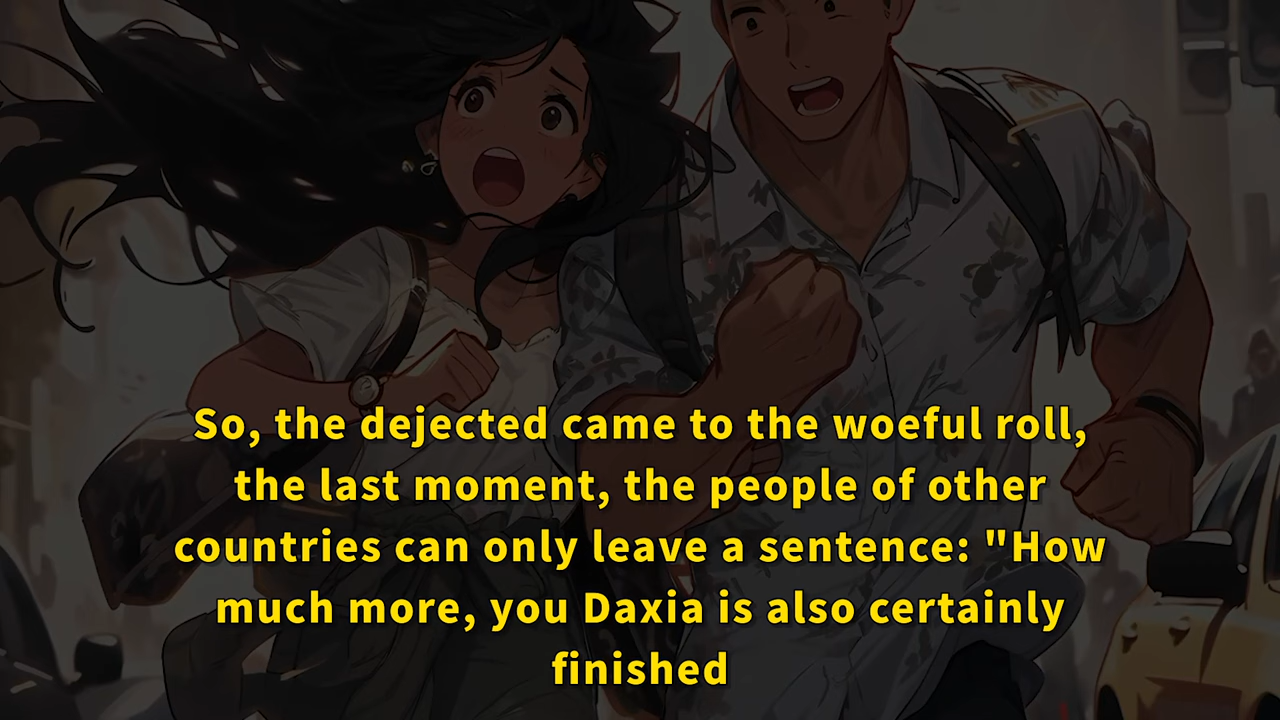 So, the dejected came to the woeful roll,
the last moment, the people of other
countries can only leave a sentence: "How
much more, you Daxia is also certainly
finished